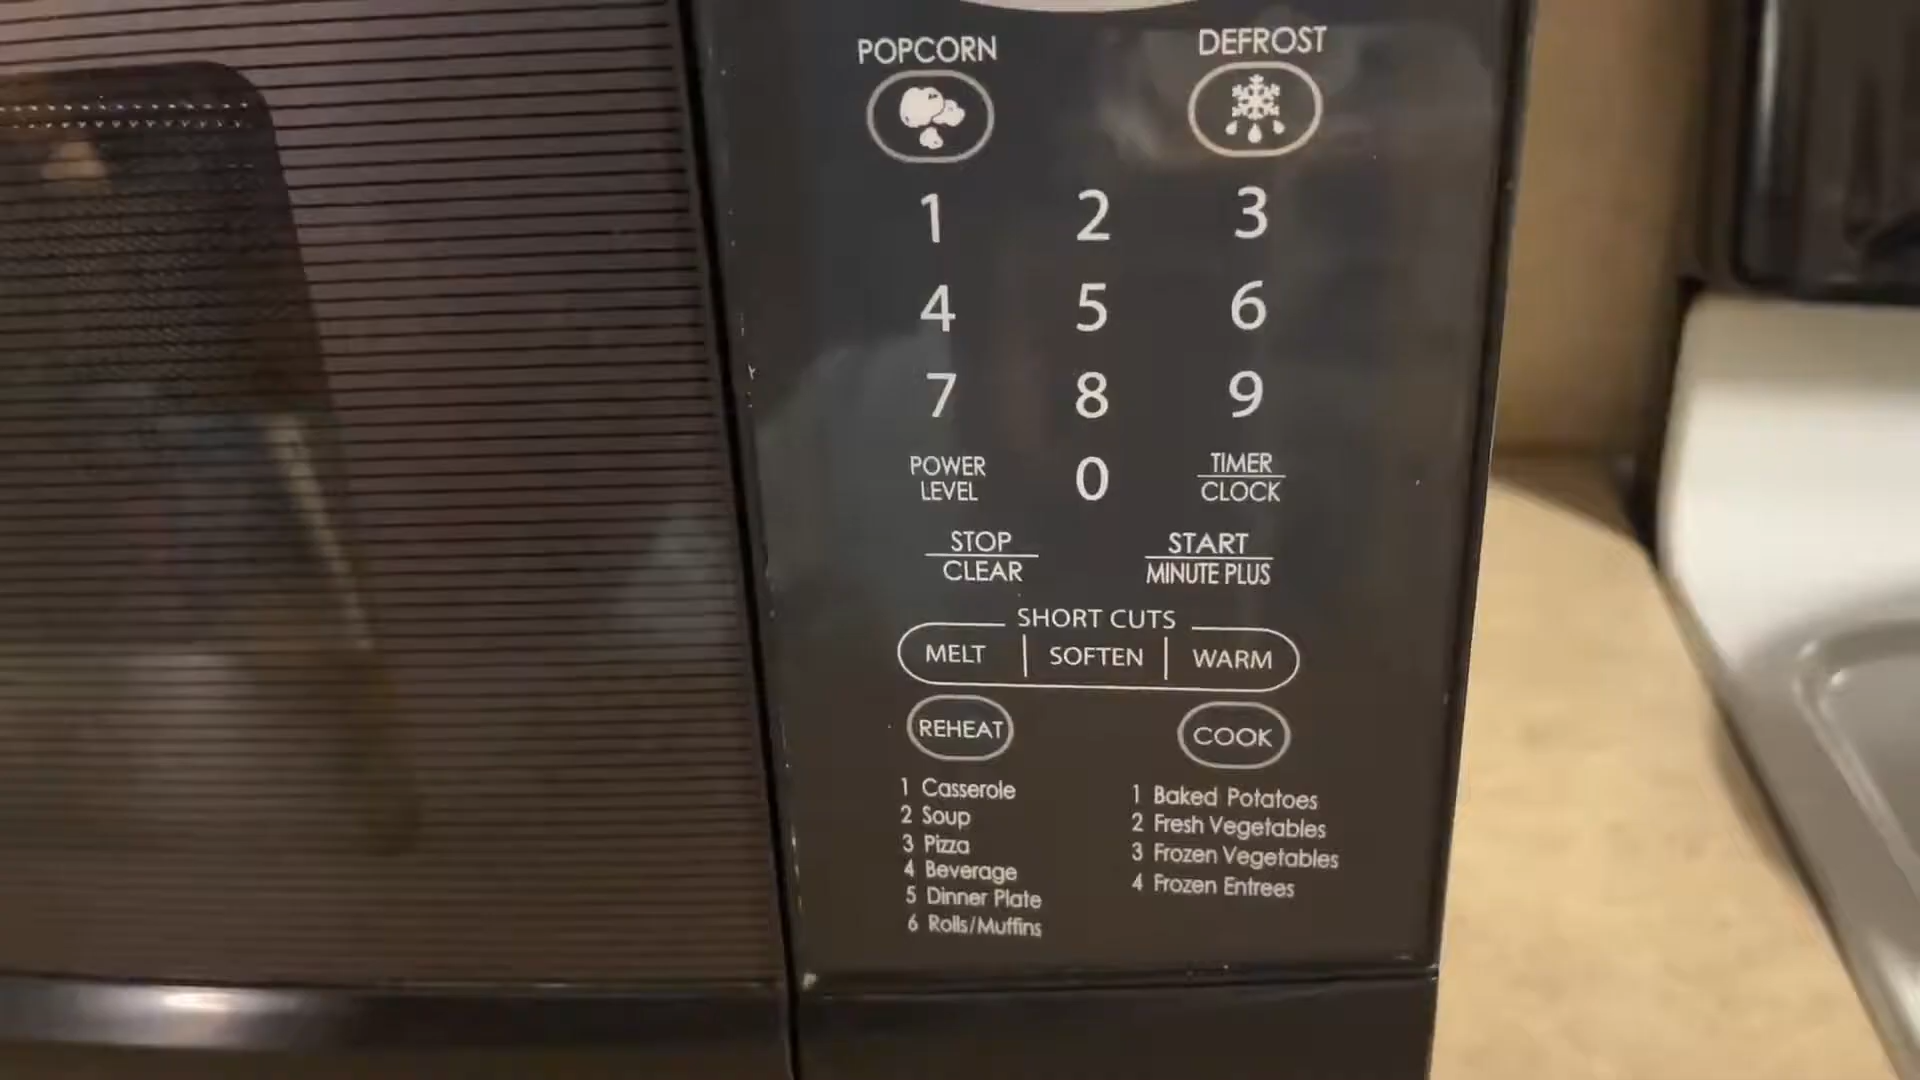 POPCORN DEFROST
1 2 3
4 5 6
7 8 9
POWER
LEVEL
0
TIMER
CLOCK
STOP
CLEAR
START
MINUTE PLUS
SHORT CUTS
MELT SOFTEN WARM
REHEAT
1 Casserole
2 Soup
3 Pizza
4 Beverage
5 Dinner Plate
6 Rolls/Muffins
COOK
1 Baked Potatoes
2 Fresh Vegetables
3 Frozen Vegetables
4 Frozen Entrees